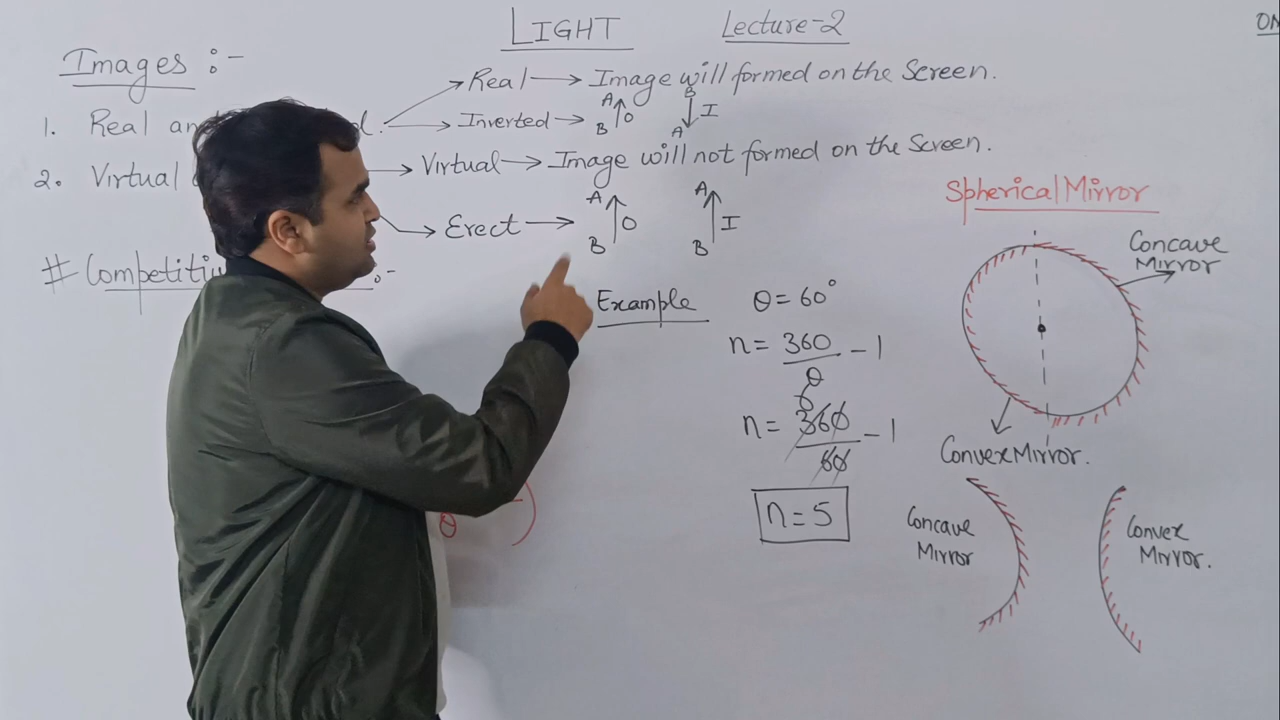 LIGHT Lecture-2
ON
Images :-
Real → Image will formed on the Screen.
1. Real an d.
Inverted → A B O B A I
2. Virtual
Virtual → Image will not formed on the Screen.
Erect → A B O A B I
# Competitiv :-
Example
θ = 60°
n = 360/θ - 1
6
n = 360/60 - 1
n = 5
θ
Spherical Mirror
Concave
Mirror
Convex Mirror.
Concave
Mirror
Convex
Mirror.